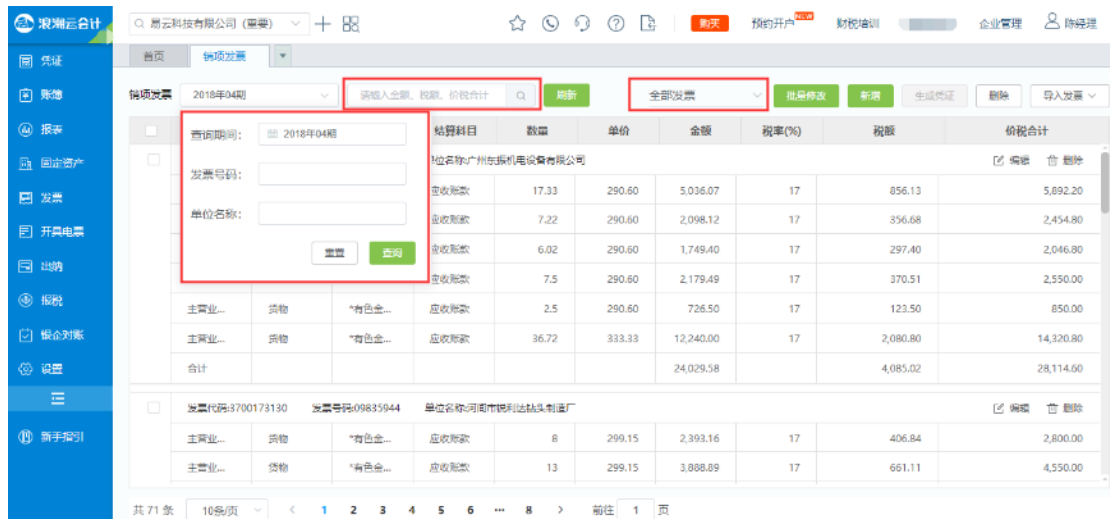 浪潮云会计 易云科技有限公司（重要） 购买 预约开户 NEW 财税培训 企业管理 陈经理
首页 销项发票
凭证
账簿
报表
固定资产
发票
开具电票
出纳
报税
银企对账
设置
新手指引
销项发票 2018年04期 请输入金额、税额、价税合计 刷新 全部发票 批量修改 新增 生成凭证 删除 导入发票
查询期间： 2018年04期
发票号码：
单位名称：
重置 查询
结算科目 数量 单价 金额 税率(%) 税额 价税合计
单位名称:广州东振机电设备有限公司 编辑 删除
应收账款 17.33 290.60 5,036.07 17 856.13 5,892.20
应收账款 7.22 290.60 2,098.12 17 356.68 2,454.80
应收账款 6.02 290.60 1,749.40 17 297.40 2,046.80
应收账款 7.5 290.60 2,179.49 17 370.51 2,550.00
主营业... 货物 *有色金... 应收账款 2.5 290.60 726.50 17 123.50 850.00
主营业... 货物 *有色金... 应收账款 36.72 333.33 12,240.00 17 2,080.80 14,320.80
合计 24,029.58 4,085.02 28,114.60
发票代码:3700173130 发票号码:09835944 单位名称:河间市锐利达钻头制造厂 编辑 删除
主营业... 货物 *有色金... 应收账款 8 299.15 2,393.16 17 406.84 2,800.00
主营业... 货物 *有色金... 应收账款 13 299.15 3,888.89 17 661.11 4,550.00
共 71 条 10条/页 1 2 3 4 5 6 ... 8 前往 1 页